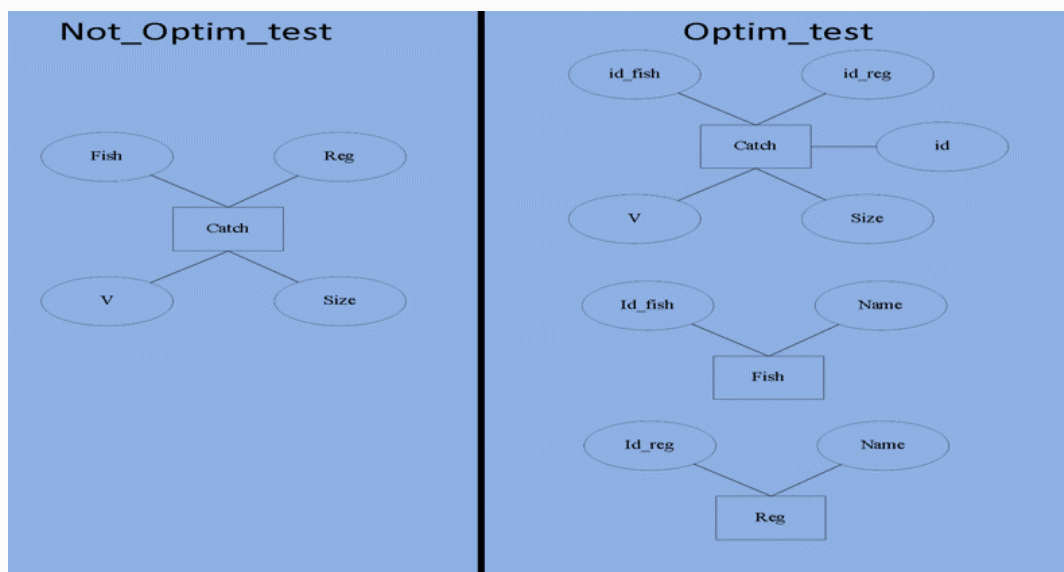 Not_Optim_test
Fish
Reg
Catch
V
Size
Optim_test
id_fish
id_reg
Catch
id
V
Size
Id_fish
Name
Fish
Id_reg
Name
Reg